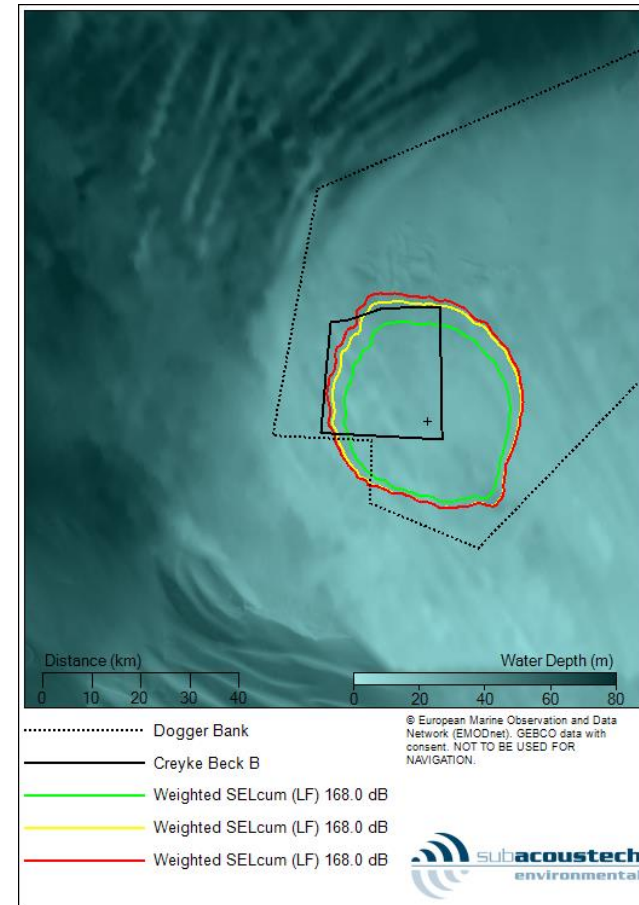 Distance (km)
0 10 20 30 40
Water Depth (m)
0 20 40 60 80
Dogger Bank
Creyke Beck B
Weighted SELcum (LF) 168.0 dB
Weighted SELcum (LF) 168.0 dB
Weighted SELcum (LF) 168.0 dB
© European Marine Observation and Data
Network (EMODnet). GEBCO data with
consent. NOT TO BE USED FOR
NAVIGATION.
subacoustech
environmental